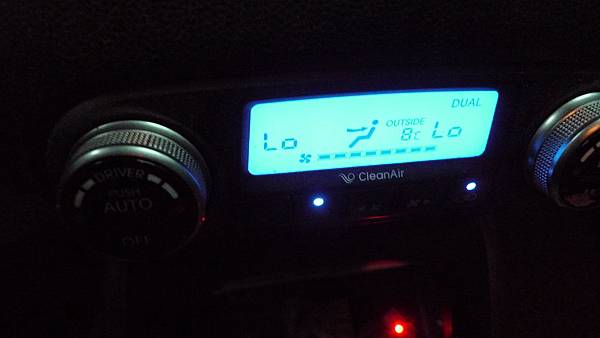 DUAL
OUTSIDE
Lo 8c Lo
CleanAir
DRIVER
PUSH
AUTO
OFF